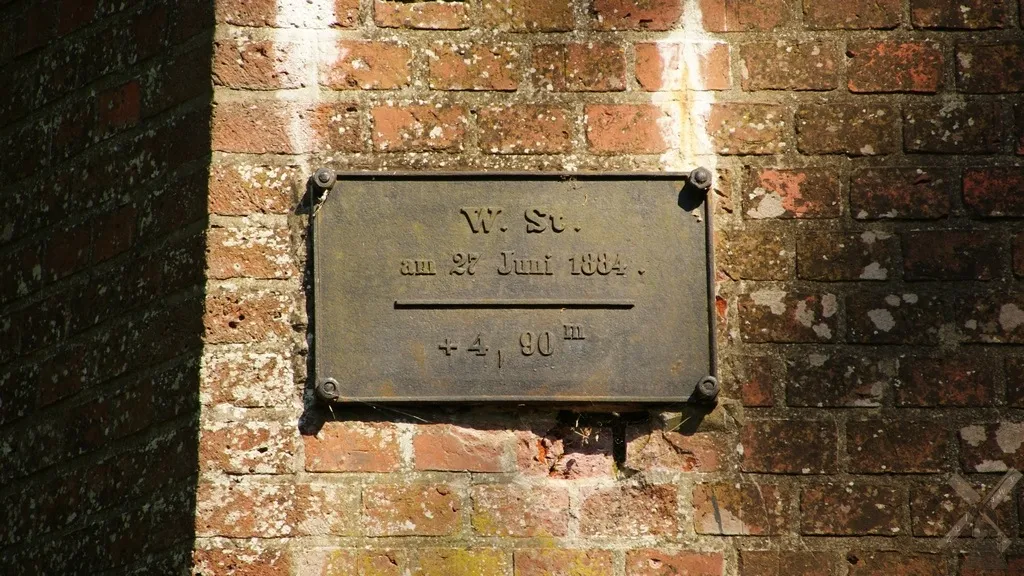 W. St.
am 27 Juni 1884.
+ 4, 90 m